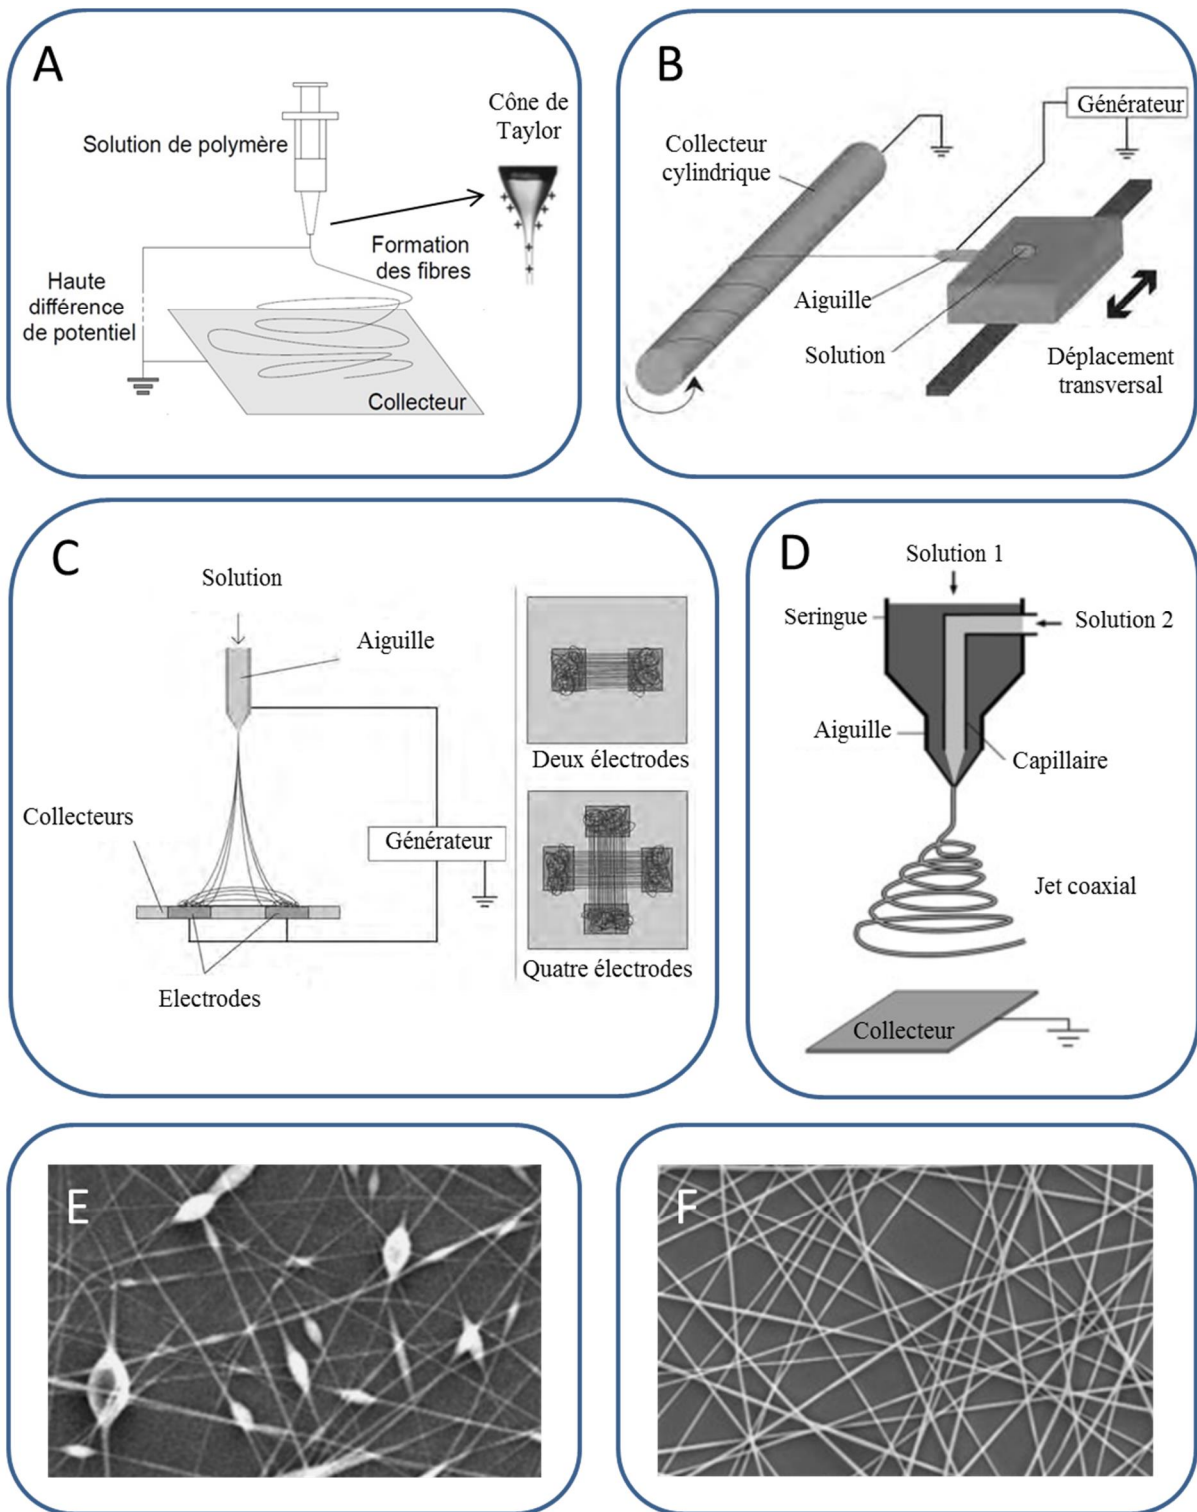 A
Solution de polymère
Cône de
Taylor
Formation
des fibres
Haute
différence
de potentiel
Collecteur
B
Générateur
Collecteur
cylindrique
Aiguille
Solution
Déplacement
transversal
C
Solution
Aiguille
Collecteurs
Générateur
Electrodes
Deux électrodes
Quatre électrodes
D
Solution 1
Seringue
Solution 2
Aiguille
Capillaire
Jet coaxial
Collecteur
E
F